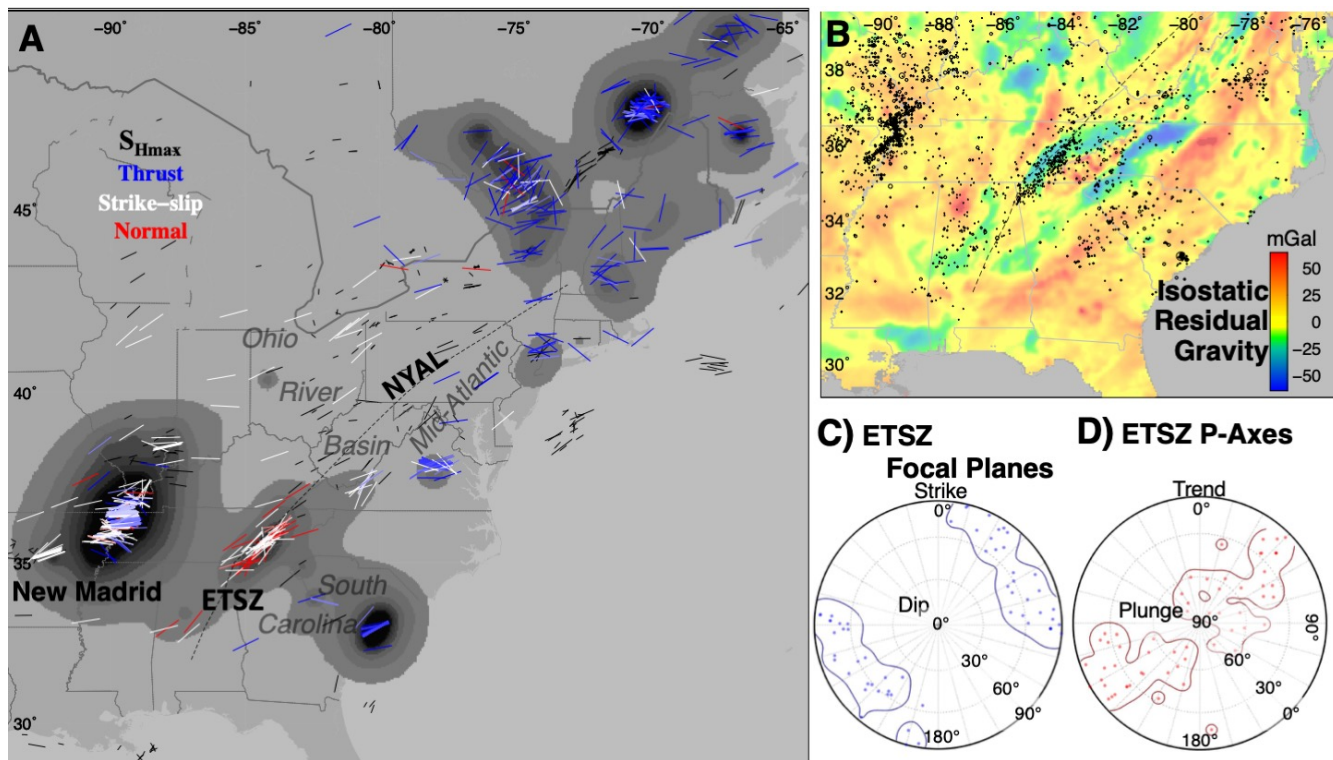 A
−90˚
−85˚
−80˚
−75˚
−70˚
−65˚
S_Hmax
Thrust
Strike−slip
Normal
45˚
40˚
35˚
30˚
Ohio
River
Basin
NYAL
Mid-Atlantic
New Madrid
ETSZ
South
Carolina
B
−90˚
−88˚
−86˚
−84˚
−82˚
−80˚
−78˚
−76˚
38˚
36˚
34˚
32˚
30˚
mGal
50
25
0
−25
−50
Isostatic
Residual
Gravity
C) ETSZ
Focal Planes
Strike
0°
Dip
0°
30°
60°
90°
180°
D) ETSZ P-Axes
Trend
0°
Plunge
90°
90°
60°
30°
0°
180°